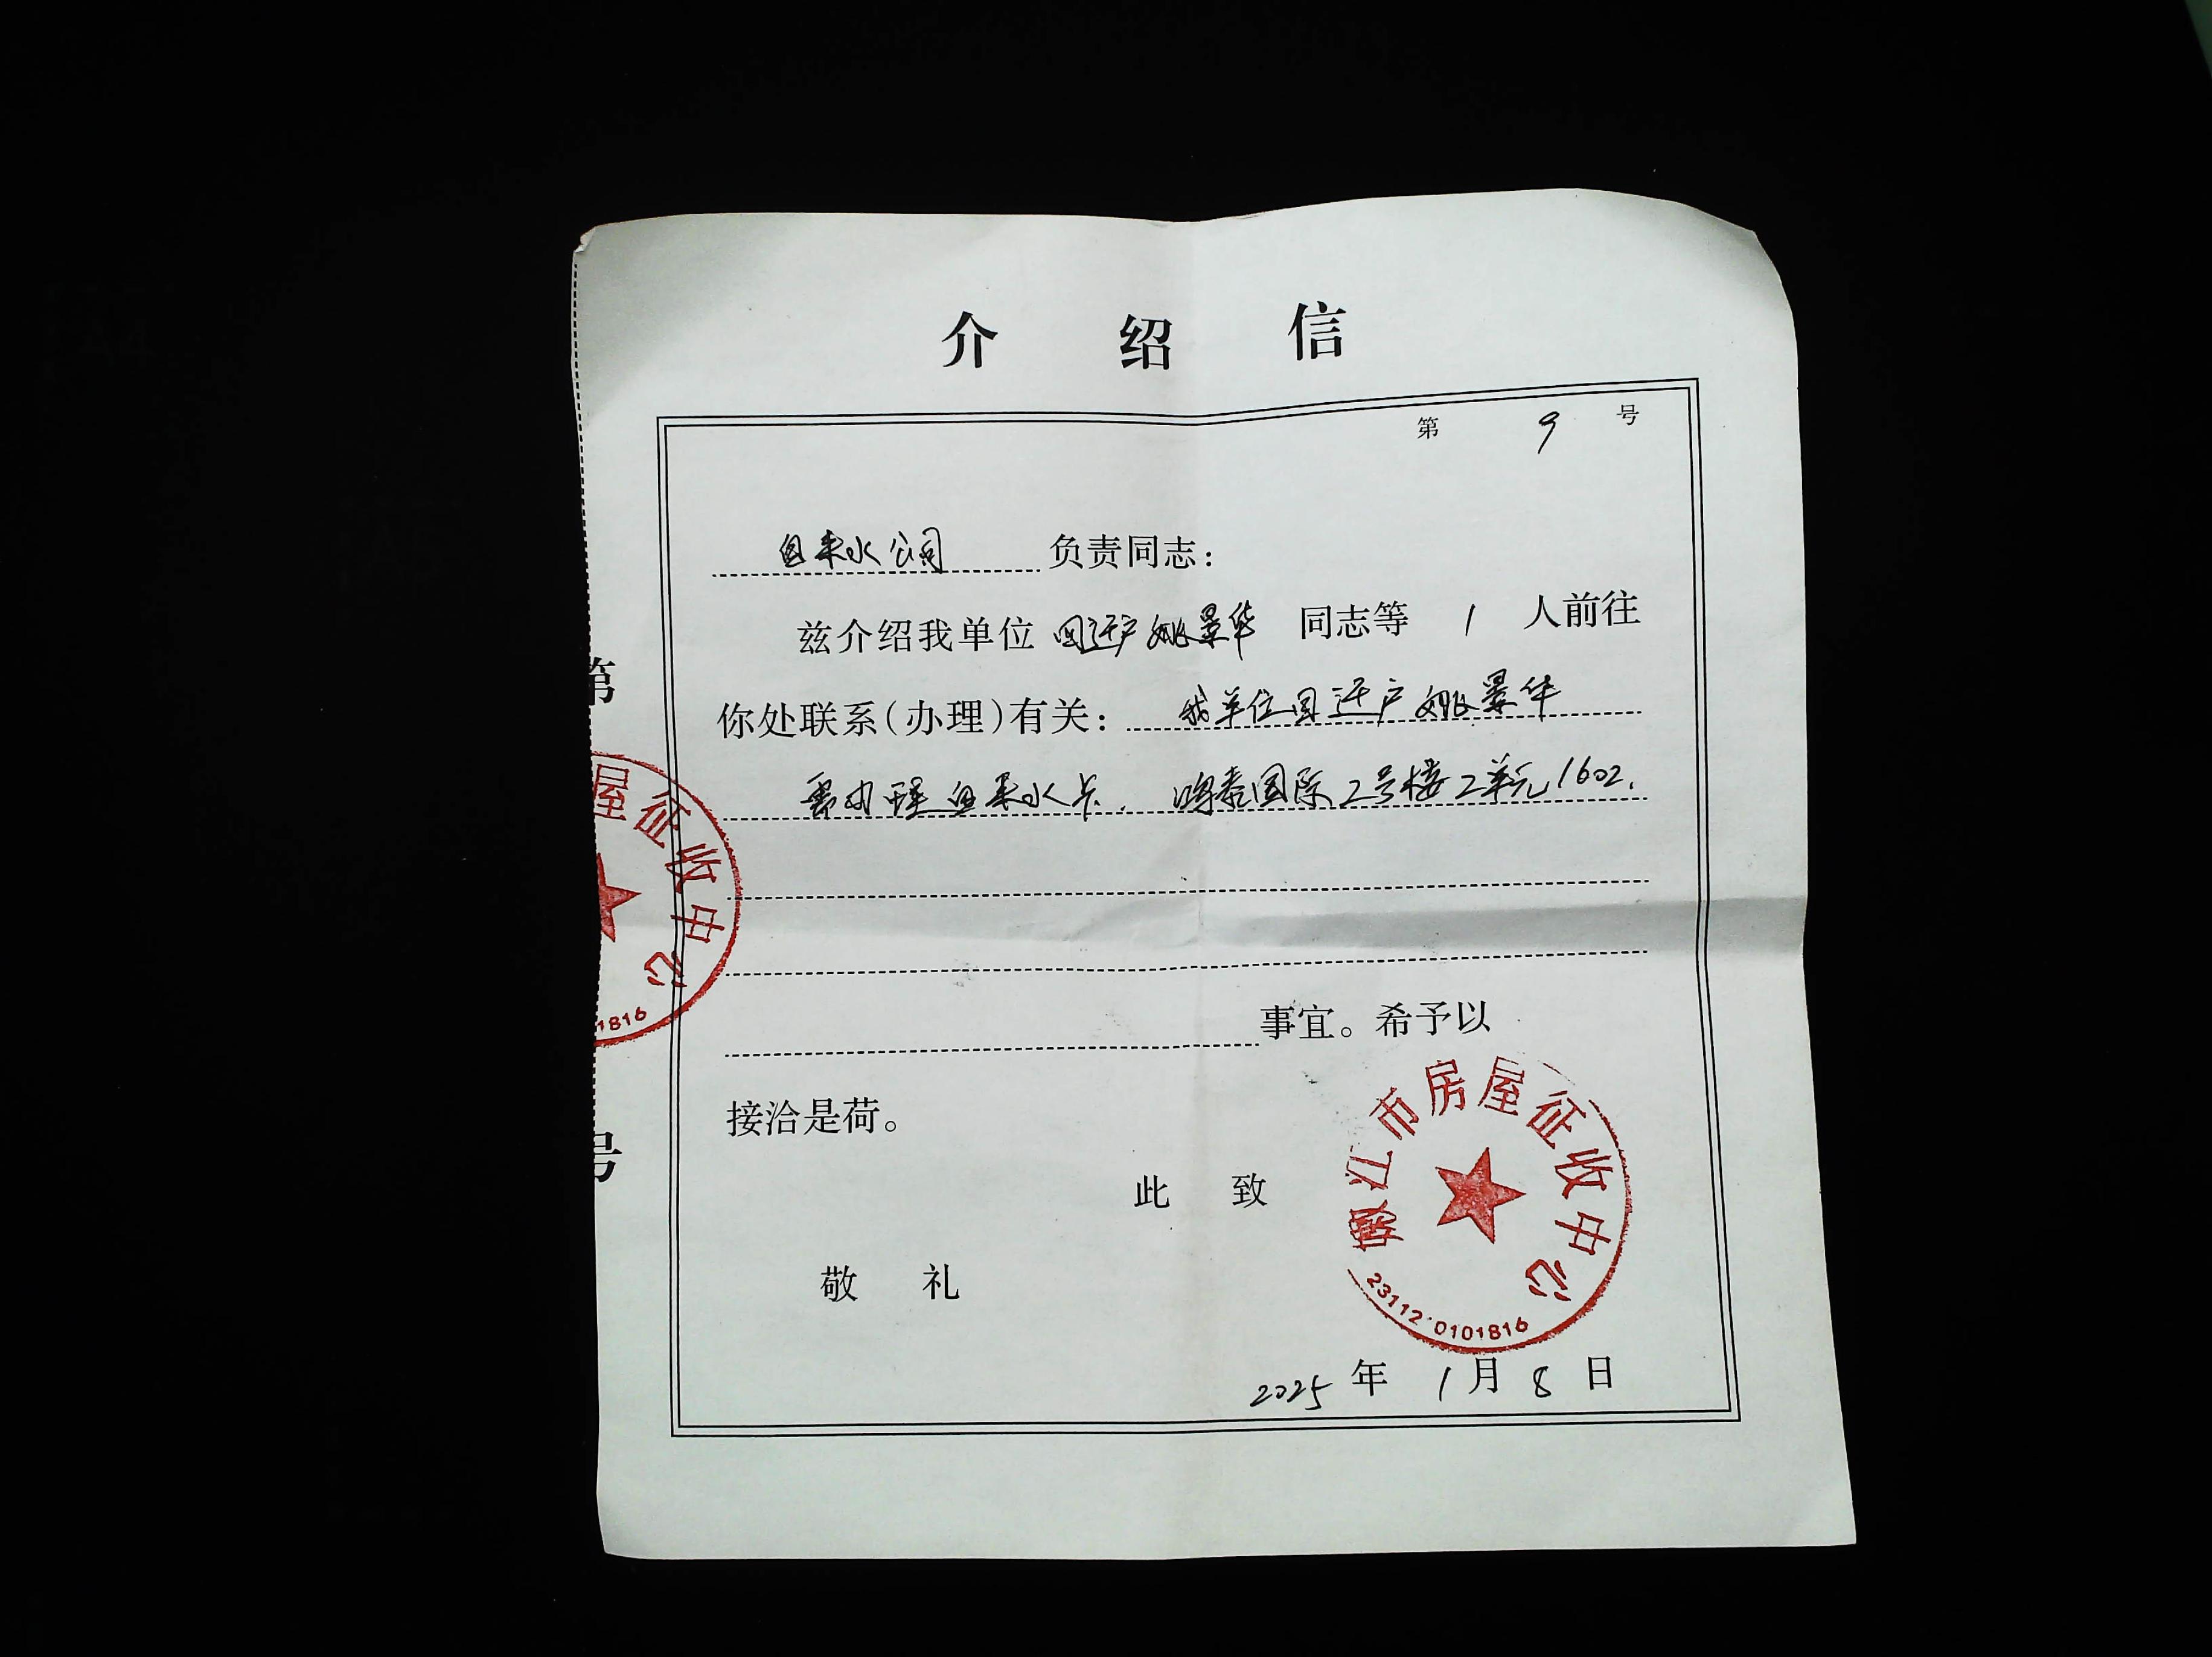 介 绍 信
第 9 号
自来水公司 负责同志：
兹介绍我单位 回迁户姚景华 同志等 1 人前往
你处联系（办理）有关：我单位回迁户姚景华
需办理自来水卡。鸿泰国际2号楼2单元1602.
事宜。希予以
接洽是荷。
此 致
敬 礼
嫩江市房屋征收中心
23112·0101816
2025 年 1 月 8 日
第
屋征收中心
1816
号